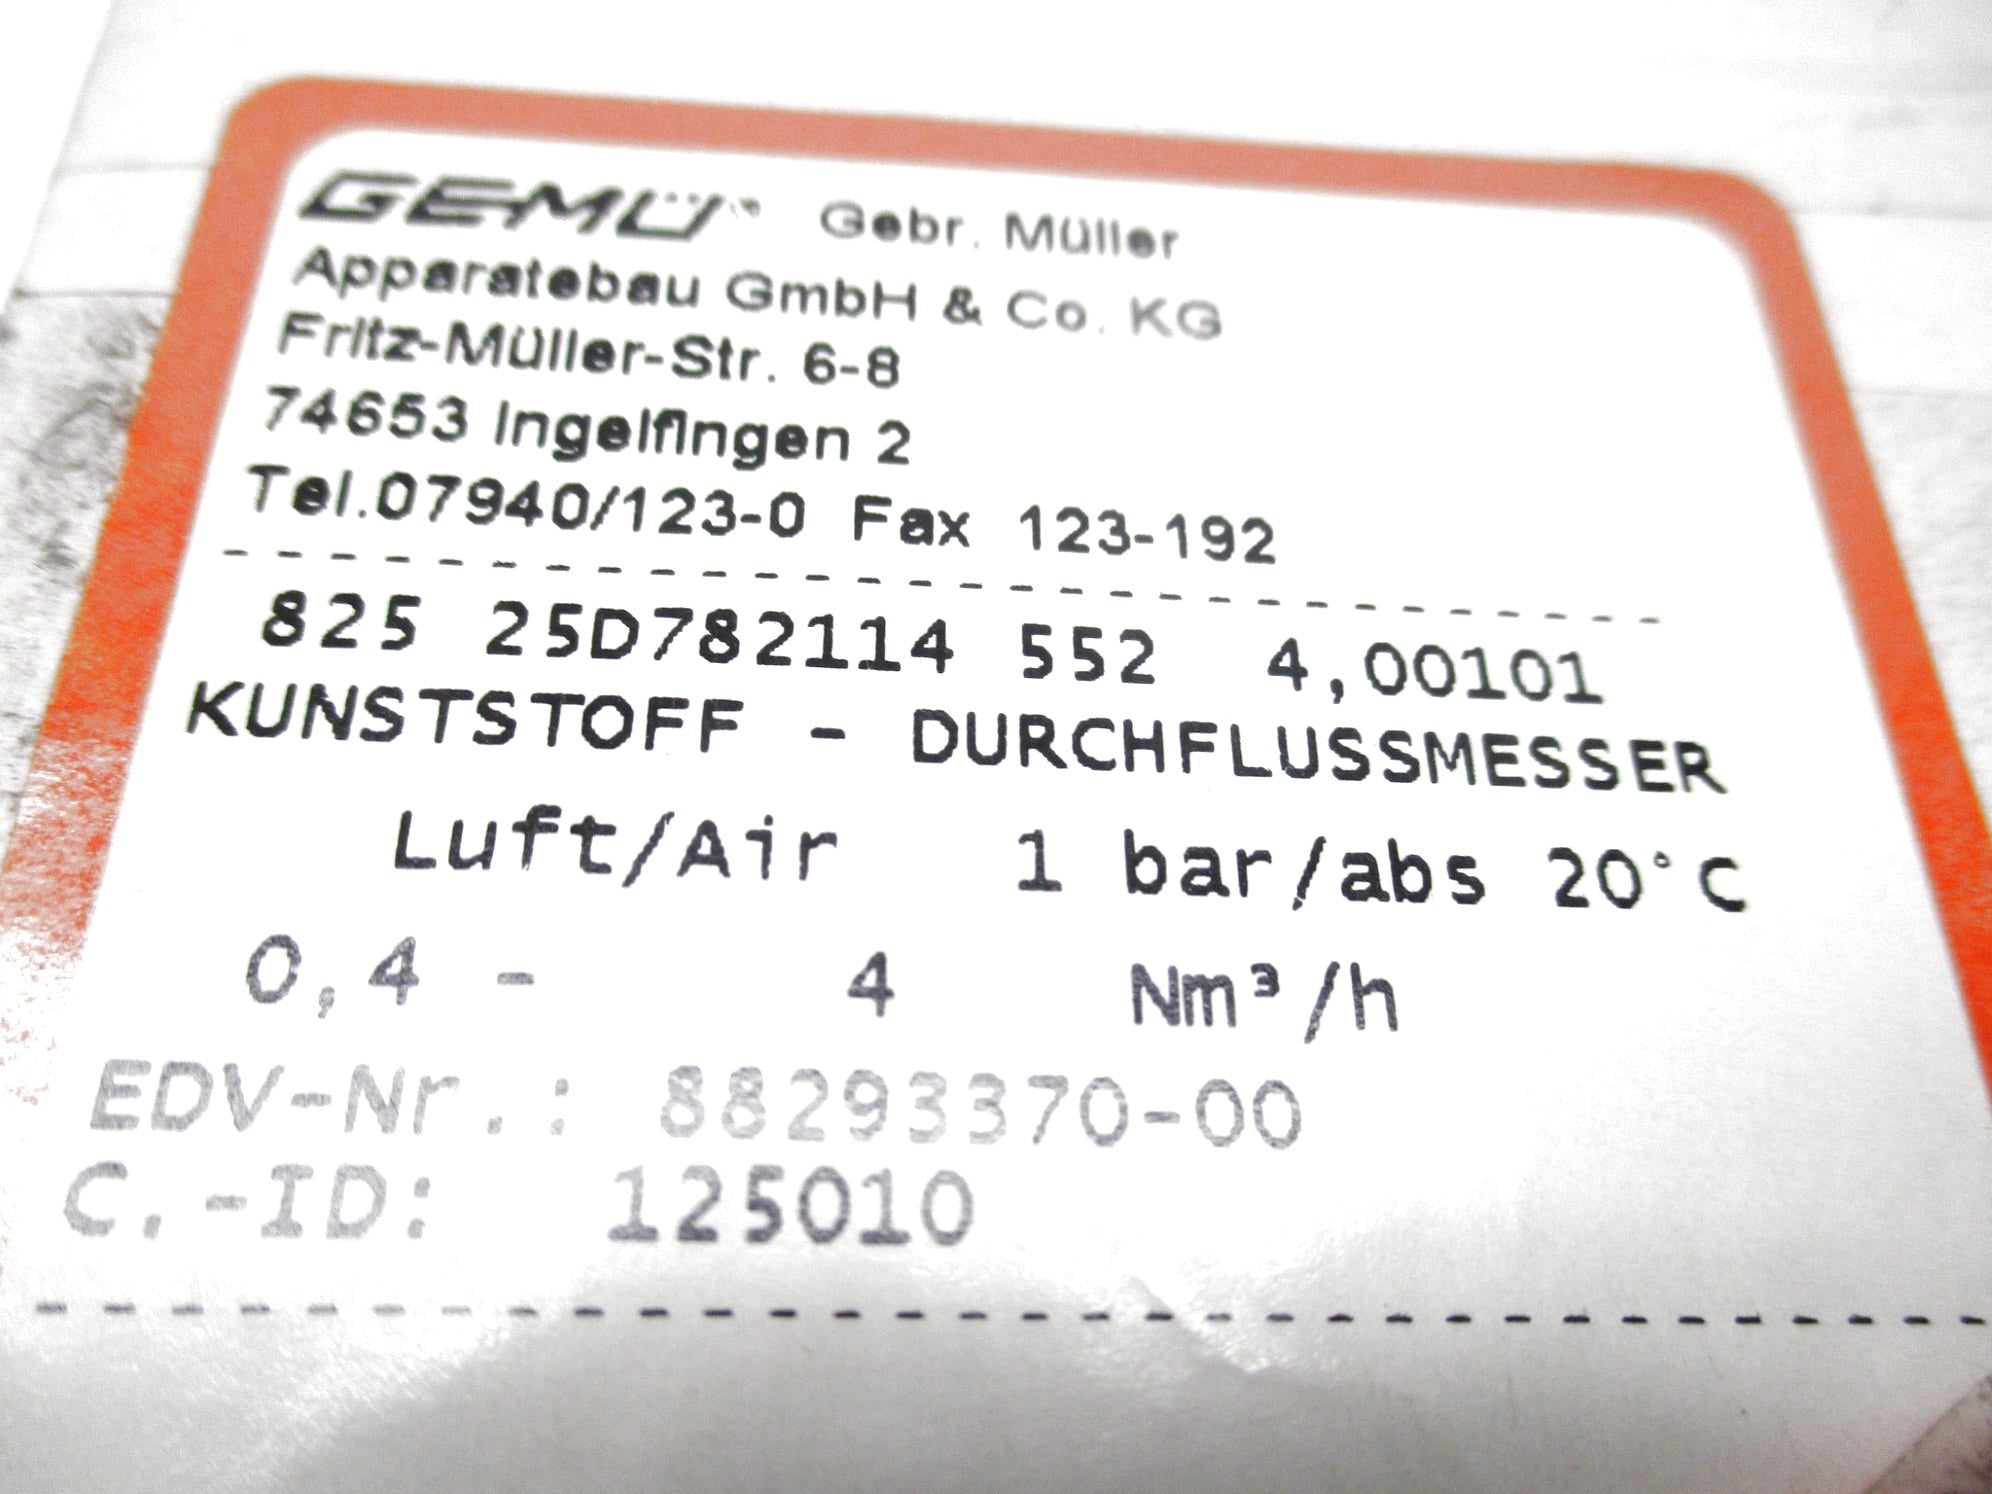 GEMÜ Gebr. Müller
Apparatebau GmbH & Co. KG
Fritz-Müller-Str. 6-8
74653 Ingelfingen 2
Tel.07940/123-0 Fax 123-192
825 25D782114 552 4,00101
KUNSTSTOFF - DURCHFLUSSMESSER
Luft/Air 1 bar/abs 20°C
0,4 - 4 Nm³/h
EDV-Nr.: 88293370-00
C.-ID: 125010